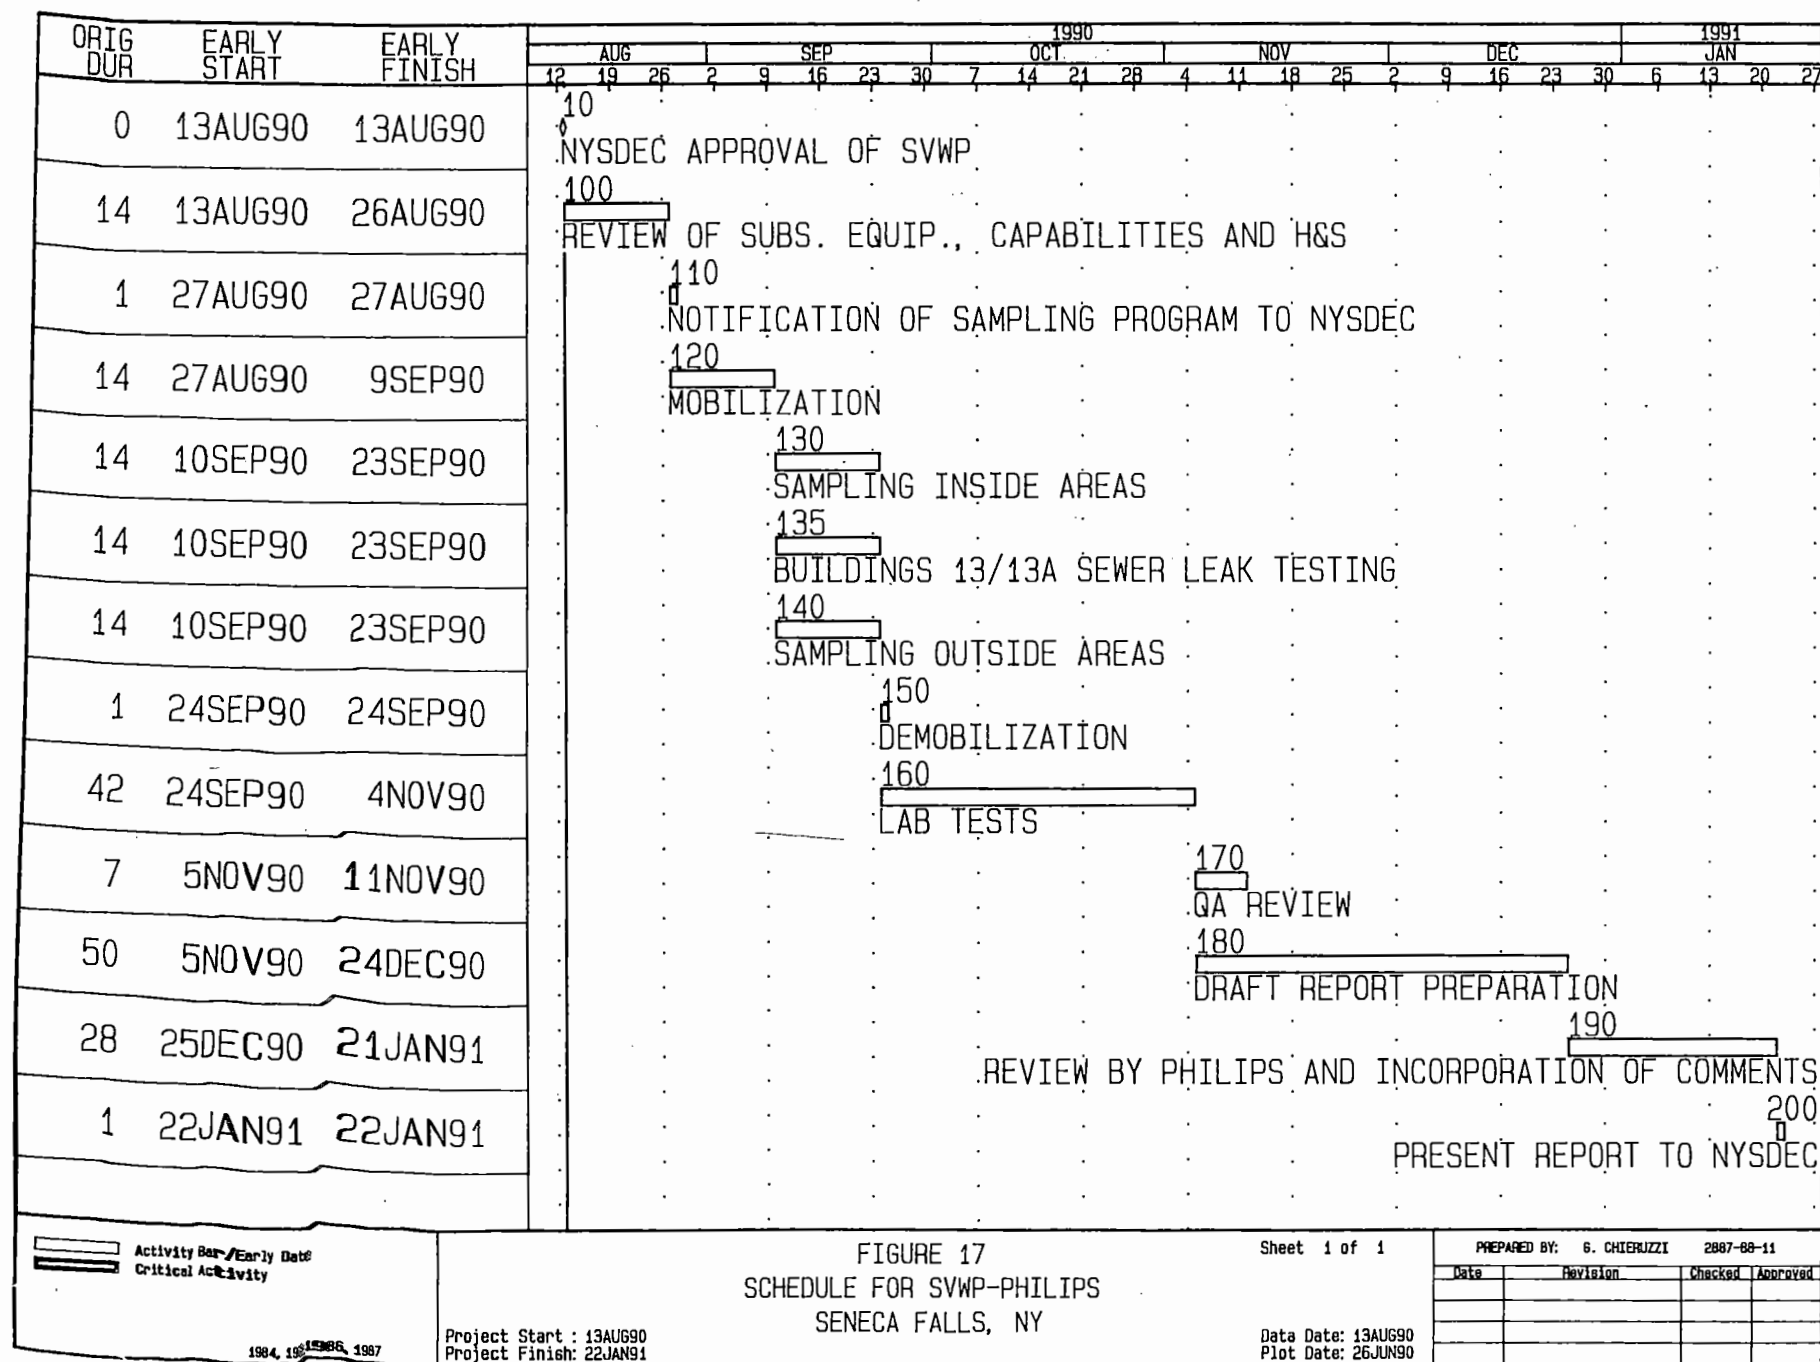 ORIG DUR EARLY START EARLY FINISH
1990 1991
AUG SEP OCT NOV DEC JAN
12 19 26 2 9 16 23 30 7 14 21 28 4 11 18 25 2 9 16 23 30 6 13 20 27
10
0 13AUG90 13AUG90
NYSDEC APPROVAL OF SVWP
100
14 13AUG90 26AUG90
REVIEW OF SUBS. EQUIP., CAPABILITIES AND H&S
110
1 27AUG90 27AUG90
NOTIFICATION OF SAMPLING PROGRAM TO NYSDEC
120
14 27AUG90 9SEP90
MOBILIZATION
130
14 10SEP90 23SEP90
SAMPLING INSIDE AREAS
135
14 10SEP90 23SEP90
BUILDINGS 13/13A SEWER LEAK TESTING
140
14 10SEP90 23SEP90
SAMPLING OUTSIDE AREAS
150
1 24SEP90 24SEP90
DEMOBILIZATION
160
42 24SEP90 4NOV90
LAB TESTS
170
7 5NOV90 11NOV90
QA REVIEW
180
50 5NOV90 24DEC90
DRAFT REPORT PREPARATION
190
28 25DEC90 21JAN91
REVIEW BY PHILIPS AND INCORPORATION OF COMMENTS
200
1 22JAN91 22JAN91
PRESENT REPORT TO NYSDEC
Activity Bar/Early Date
Critical Activity
FIGURE 17
SCHEDULE FOR SVWP-PHILIPS
SENECA FALLS, NY
Sheet 1 of 1
PREPARED BY: G. CHIERUZZI 2887-88-11
Date Revision Checked Approved
Project Start : 13AUG90
Project Finish: 22JAN91
Data Date: 13AUG90
Plot Date: 26JUN90
1984, 1986, 1987